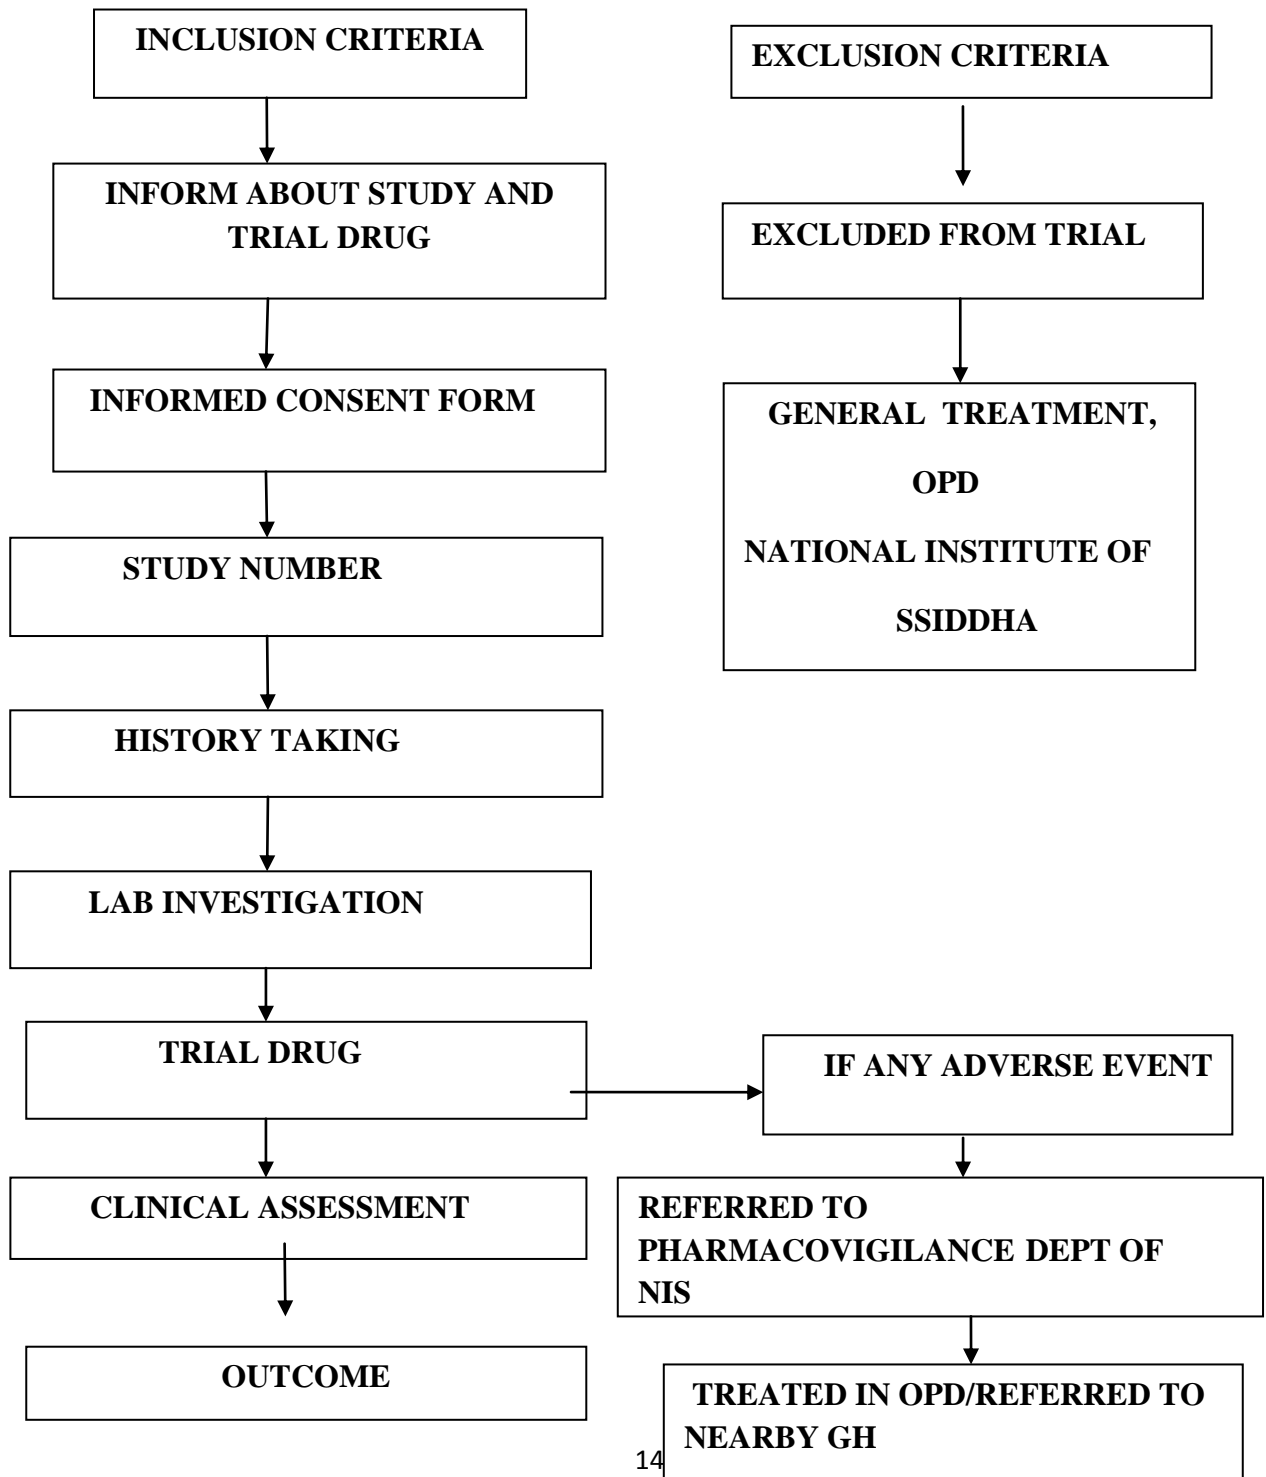 INCLUSION CRITERIA
INFORM ABOUT STUDY AND
TRIAL DRUG
INFORMED CONSENT FORM
STUDY NUMBER
HISTORY TAKING
LAB INVESTIGATION
TRIAL DRUG
CLINICAL ASSESSMENT
OUTCOME
EXCLUSION CRITERIA
EXCLUDED FROM TRIAL
GENERAL TREATMENT,
OPD
NATIONAL INSTITUTE OF
SSIDDHA
IF ANY ADVERSE EVENT
REFERRED TO
PHARMACOVIGILANCE DEPT OF
NIS
TREATED IN OPD/REFERRED TO
NEARBY GH
14